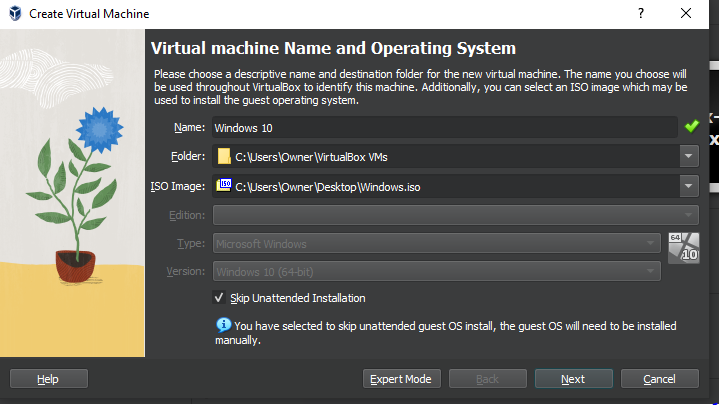 Create Virtual Machine
?
Virtual machine Name and Operating System
Please choose a descriptive name and destination folder for the new virtual machine. The name you choose will
be used throughout VirtualBox to identify this machine. Additionally, you can select an ISO image which may be
used to install the guest operating system.
Name: Windows 10
Folder: C:\Users\Owner\VirtualBox VMs
ISO Image: ISO C:\Users\Owner\Desktop\Windows.iso
Edition:
Type: Microsoft Windows
64
Version: Windows 10 (64-bit)
10
Skip Unattended Installation
You have selected to skip unattended guest OS install, the guest OS will need to be installed
manually.
Help Expert Mode Back Next Cancel